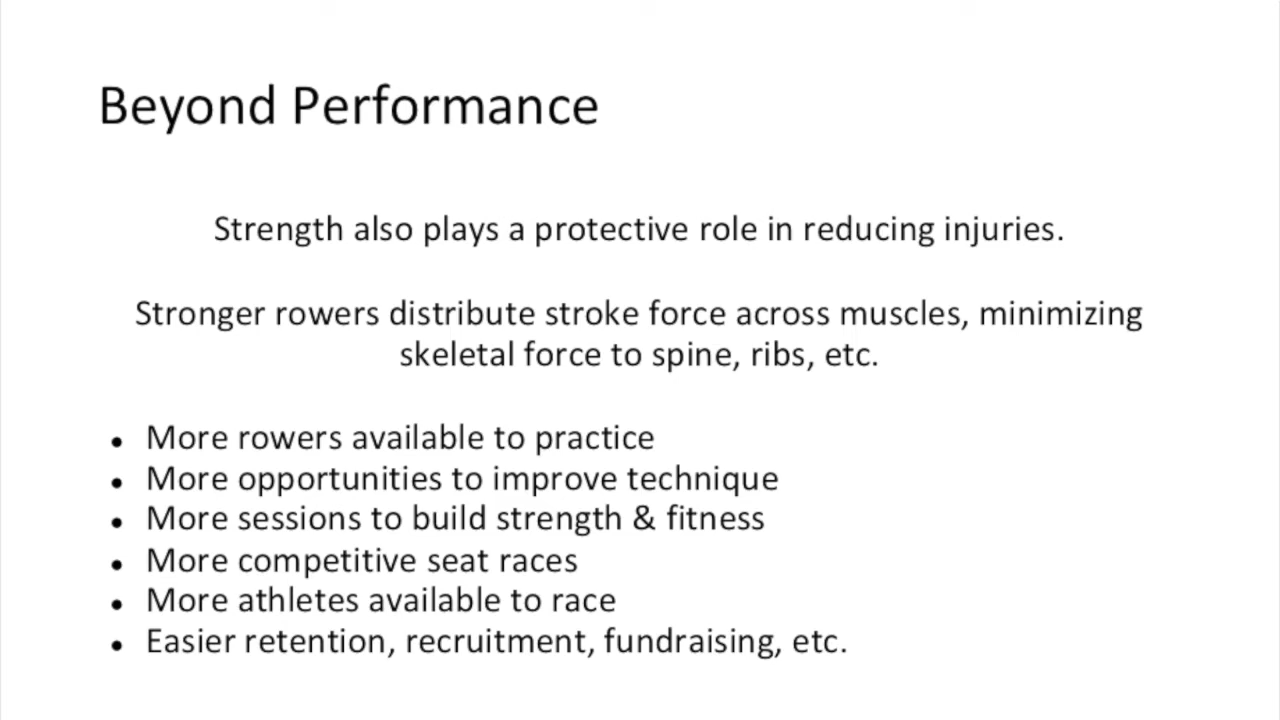 Beyond Performance
Strength also plays a protective role in reducing injuries.
Stronger rowers distribute stroke force across muscles, minimizing
skeletal force to spine, ribs, etc.
• More rowers available to practice
• More opportunities to improve technique
• More sessions to build strength & fitness
• More competitive seat races
• More athletes available to race
• Easier retention, recruitment, fundraising, etc.